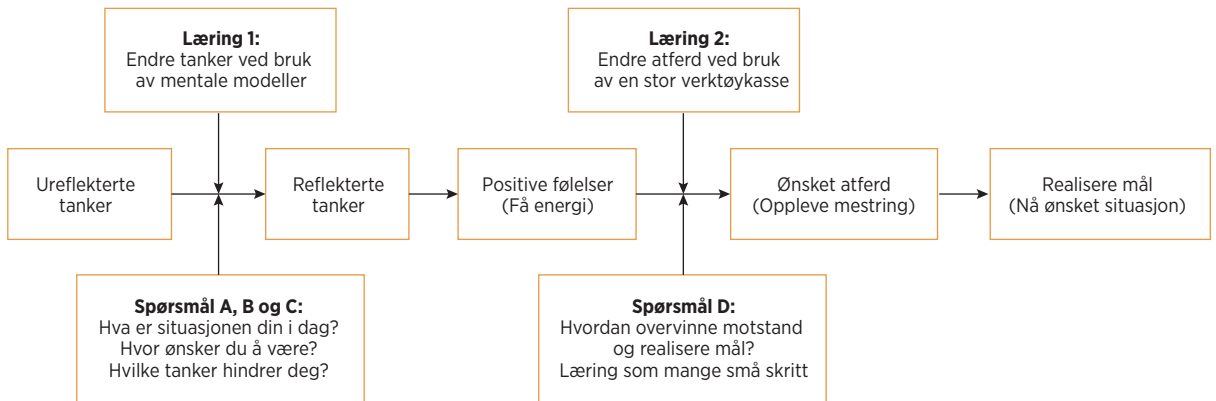 Læring 1:
Endre tanker ved bruk
av mentale modeller
Læring 2:
Endre atferd ved bruk
av en stor verktøykasse
Ureflekterte
tanker
Reflekterte
tanker
Positive følelser
(Få energi)
Ønsket atferd
(Oppleve mestring)
Realisere mål
(Nå ønsket situasjon)
Spørsmål A, B og C:
Hva er situasjonen din i dag?
Hvor ønsker du å være?
Hvilke tanker hindrer deg?
Spørsmål D:
Hvordan overvinne motstand
og realisere mål?
Læring som mange små skritt